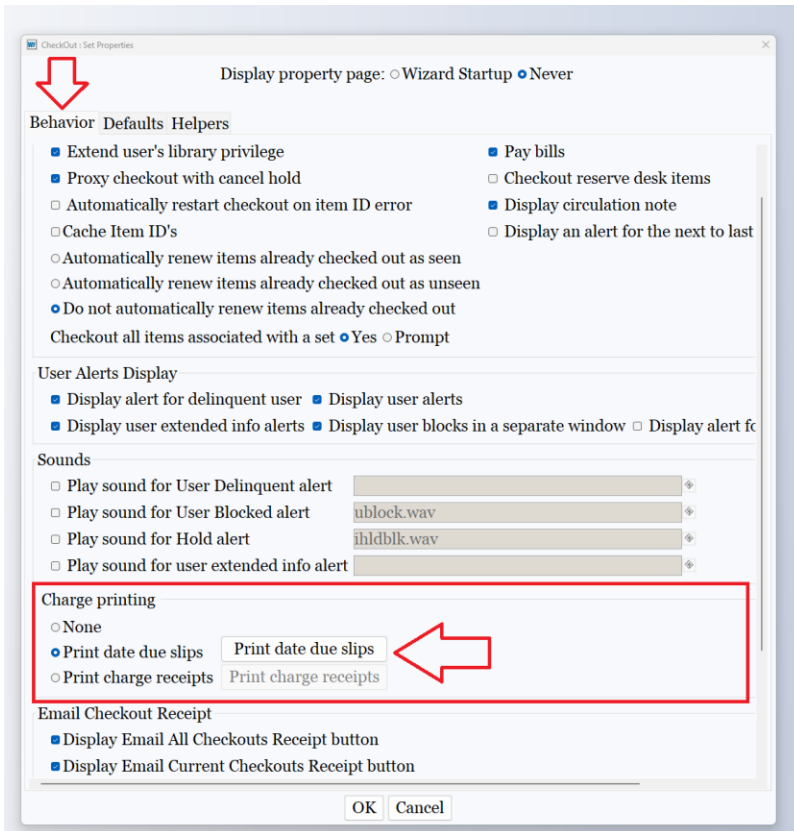 CheckOut : Set Properties
Display property page: Wizard Startup Never
Behavior Defaults Helpers
Extend user's library privilege Pay bills
Proxy checkout with cancel hold Checkout reserve desk items
Automatically restart checkout on item ID error Display circulation note
Cache Item ID's Display an alert for the next to last
Automatically renew items already checked out as seen
Automatically renew items already checked out as unseen
Do not automatically renew items already checked out
Checkout all items associated with a set Yes Prompt
User Alerts Display
Display alert for delinquent user Display user alerts
Display user extended info alerts Display user blocks in a separate window Display alert fo
Sounds
Play sound for User Delinquent alert
Play sound for User Blocked alert ublock.wav
Play sound for Hold alert ihldblk.wav
Play sound for user extended info alert
Charge printing
None
Print date due slips Print date due slips
Print charge receipts Print charge receipts
Email Checkout Receipt
Display Email All Checkouts Receipt button
Display Email Current Checkouts Receipt button
OK Cancel